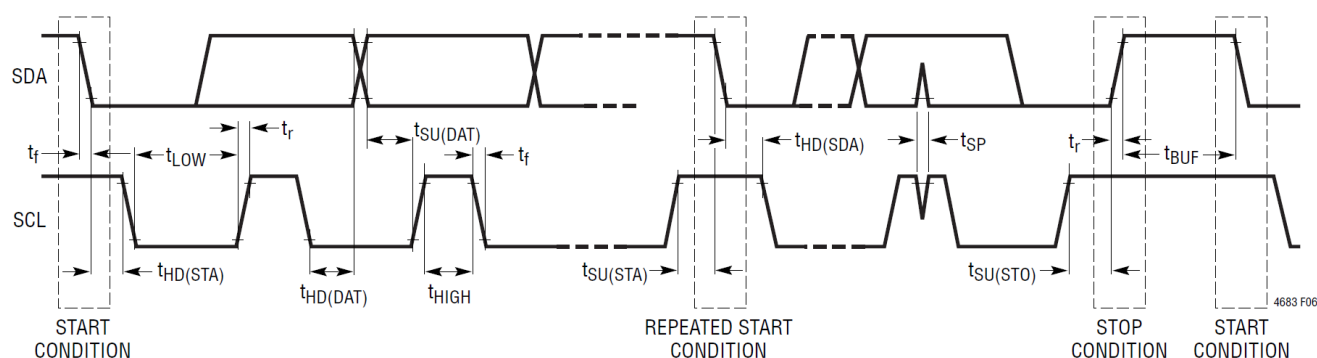 SDA
t_f
t_r
t_LOW
t_SU(DAT)
t_f
t_HD(SDA)
t_SP
t_r
t_BUF
SCL
t_HD(STA)
t_HD(DAT)
t_HIGH
t_SU(STA)
t_SU(STO)
4683 F06
START
CONDITION
REPEATED START
CONDITION
STOP
CONDITION
START
CONDITION